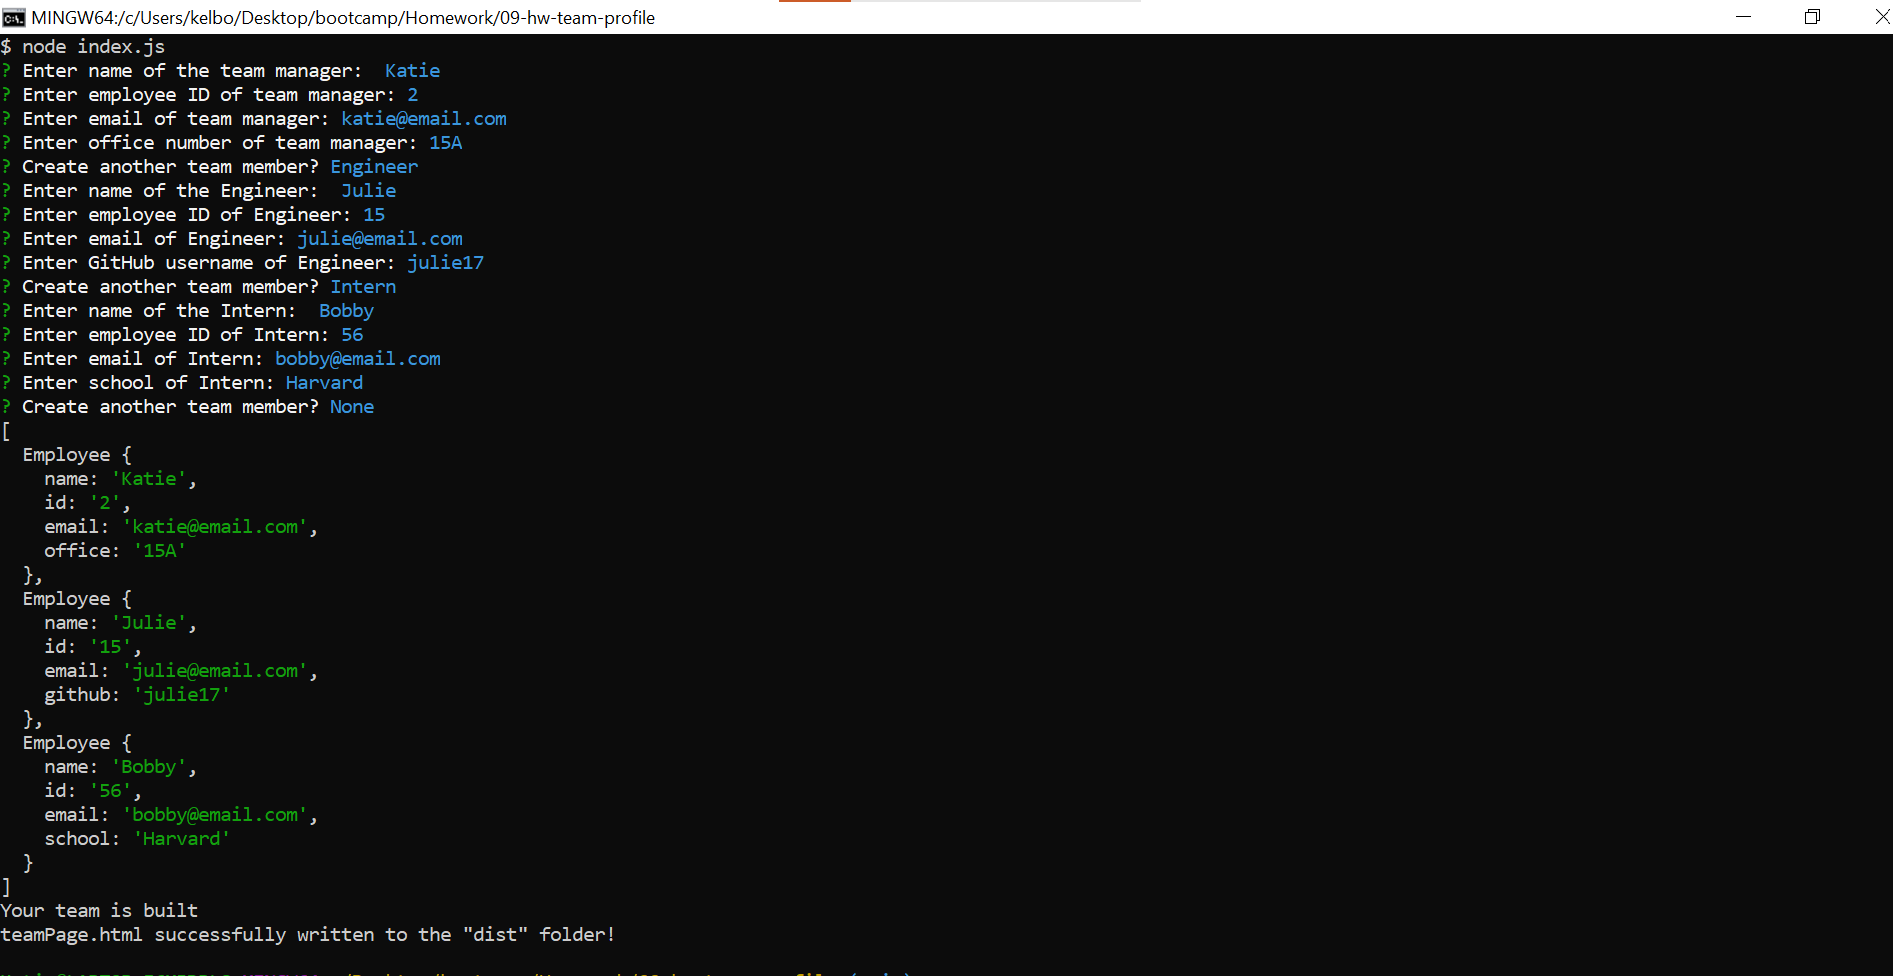 MINGW64:/c/Users/kelbo/Desktop/bootcamp/Homework/09-hw-team-profile
$ node index.js
? Enter name of the team manager:  Katie
? Enter employee ID of team manager: 2
? Enter email of team manager: katie@email.com
? Enter office number of team manager: 15A
? Create another team member? Engineer
? Enter name of the Engineer:  Julie
? Enter employee ID of Engineer: 15
? Enter email of Engineer: julie@email.com
? Enter GitHub username of Engineer: julie17
? Create another team member? Intern
? Enter name of the Intern:  Bobby
? Enter employee ID of Intern: 56
? Enter email of Intern: bobby@email.com
? Enter school of Intern: Harvard
? Create another team member? None
[
  Employee {
    name: 'Katie',
    id: '2',
    email: 'katie@email.com',
    office: '15A'
  },
  Employee {
    name: 'Julie',
    id: '15',
    email: 'julie@email.com',
    github: 'julie17'
  },
  Employee {
    name: 'Bobby',
    id: '56',
    email: 'bobby@email.com',
    school: 'Harvard'
  }
]
Your team is built
teamPage.html successfully written to the "dist" folder!